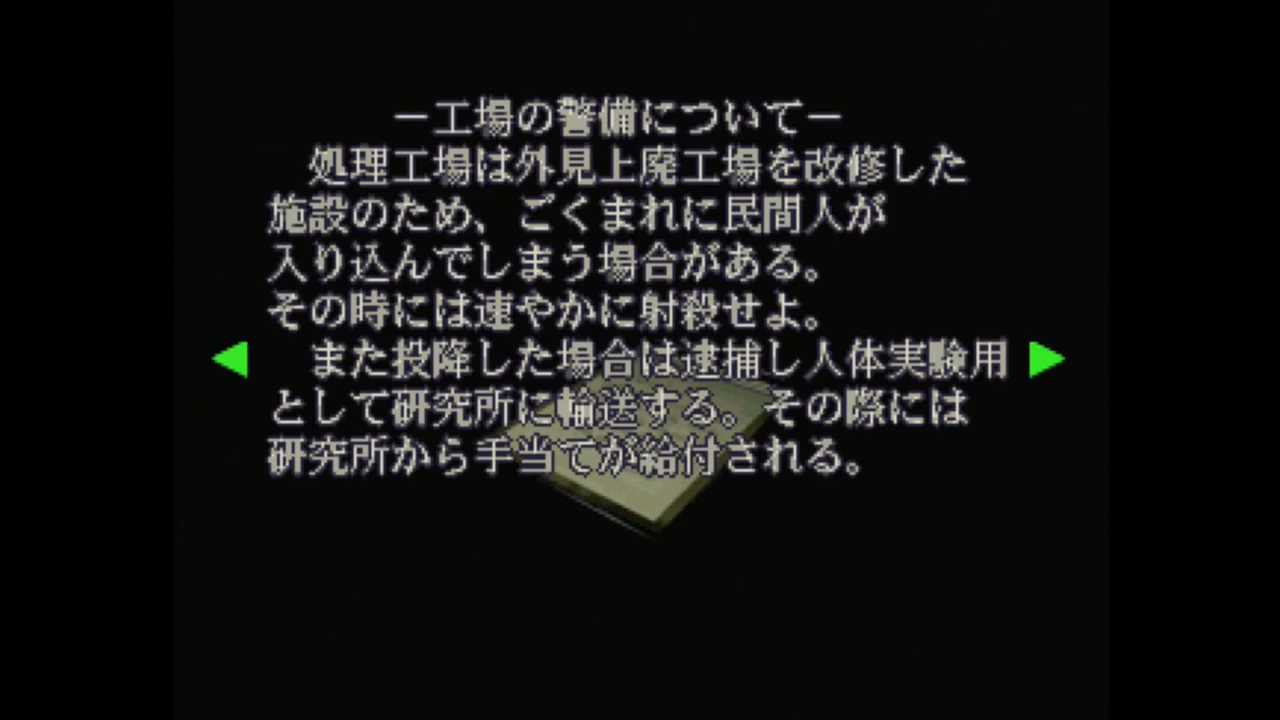 －工場の警備について－
処理工場は外見上廃工場を改修した
施設のため、ごくまれに民間人が
入り込んでしまう場合がある。
その時には速やかに射殺せよ。
また投降した場合は逮捕し人体実験用
として研究所に輸送する。その際には
研究所から手当てが給付される。